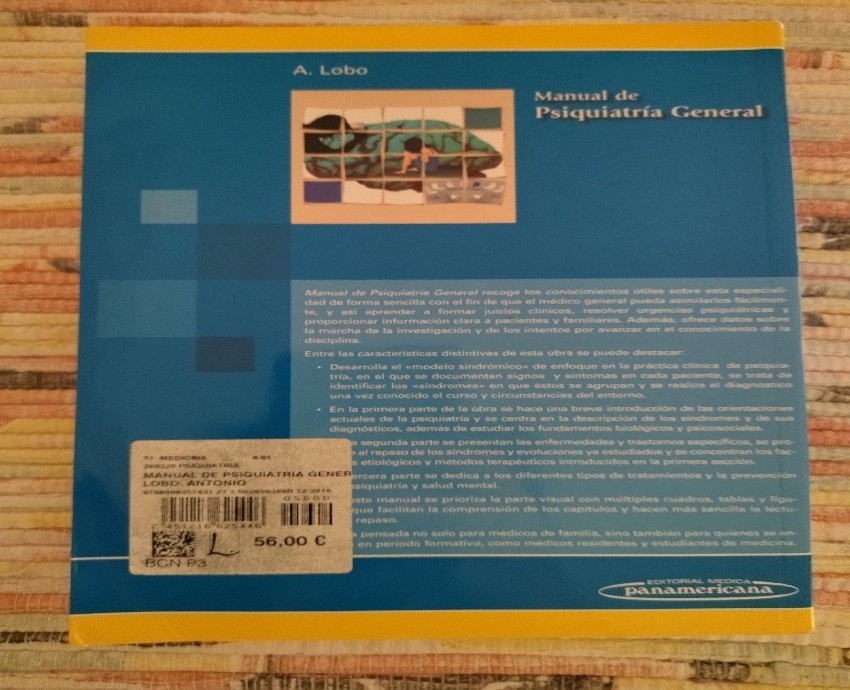 A. Lobo
Manual de
Psiquiatría General
Manual de Psiquiatría General recoge los conocimientos útiles sobre esta especiali-
dad de forma sencilla con el fin de que el médico general pueda asimilarlos fácilmen-
te, y así aprender a formar juicios clínicos, resolver urgencias psiquiátricas y
proporcionar información clara a pacientes y familiares. Además, ofrece datos sobre
la marcha de la investigación y de los intentos por avanzar en el conocimiento de la
disciplina.
Entre las características distintivas de esta obra se puede destacar:
• Desarrolla el «modelo sindrómico» de enfoque en la práctica clínica de psiquia-
tría, en el que se documentan signos y síntomas en cada paciente, se trata de
identificar los «síndromes» en que éstos se agrupan y se realiza el diagnóstico
una vez conocido el curso y circunstancias del entorno.
• En la primera parte de la obra se hace una breve introducción de las orientaciones
actuales de la psiquiatría y se centra en la descripción de los síndromes y de sus
diagnósticos, además de estudiar los fundamentos biológicos y psicosociales.
segunda parte se presentan las enfermedades y trastornos específicos, se pro-
al repaso de los síndromes y evoluciones ya estudiados y se concentran los fac-
etiológicos y métodos terapéuticos introducidos en la primera sección.
tercera parte se dedica a los diferentes tipos de tratamientos y la prevención
psiquiatría y salud mental.
este manual se prioriza la parte visual con múltiples cuadros, tablas y figu-
que facilitan la comprensión de los capítulos y hacen más sencilla la lectu-
repaso.
pensada no solo para médicos de familia, sino también para quienes se en-
en periodo formativo, como médicos residentes y estudiantes de medicina.
71 MEDICINA
PSIQUIATRIA
MANUAL DE PSIQUIATRIA GENER
LOBO, ANTONIO
12-2016
05600
L.
56,00 €
BCN P3
EDITORIAL MEDICA
panamericana